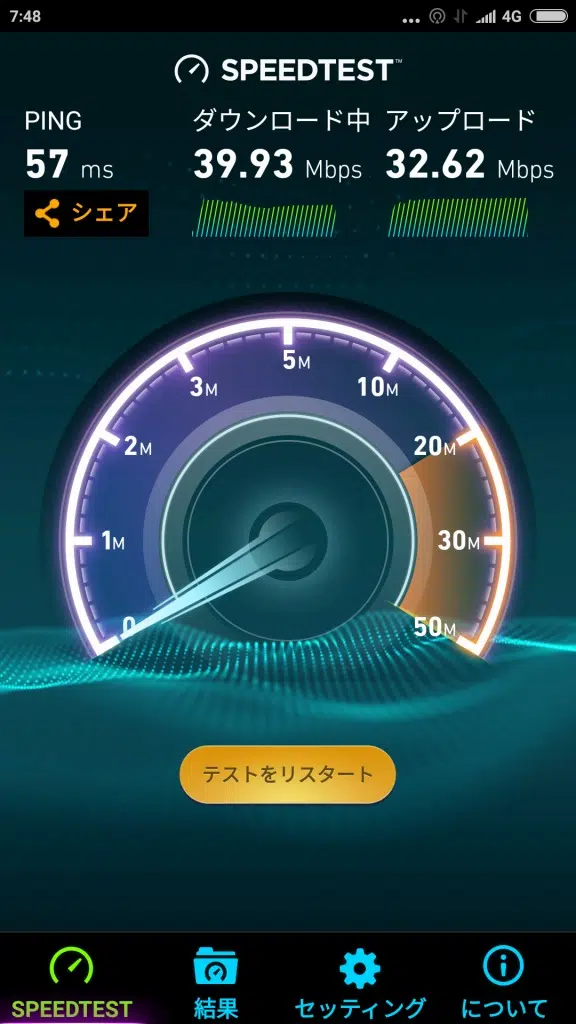 7:48
... 4G
SPEEDTEST™
PING ダウンロード中 アップロード
57 ms 39.93 Mbps 32.62 Mbps
シェア
5M
3M 10M
2M 20M
1M 30M
0 50M
テストをリスタート
SPEEDTEST 結果 セッティング について